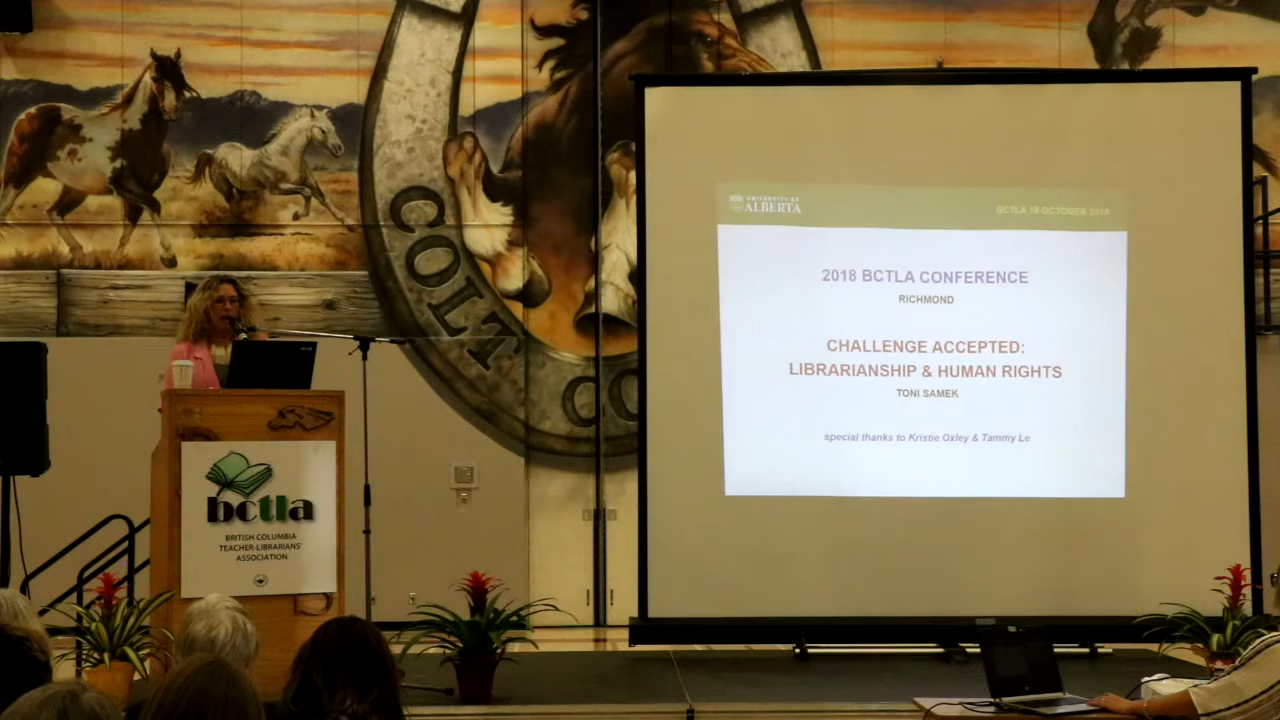 COLT
CO
UNIVERSITY OF
ALBERTA
BCTLA 19 OCTOBER 2018
2018 BCTLA CONFERENCE
RICHMOND
CHALLENGE ACCEPTED:
LIBRARIANSHIP & HUMAN RIGHTS
TONI SAMEK
special thanks to Kristie Oxley & Tammy Le
bctla
BRITISH COLUMBIA
TEACHER-LIBRARIANS'
ASSOCIATION